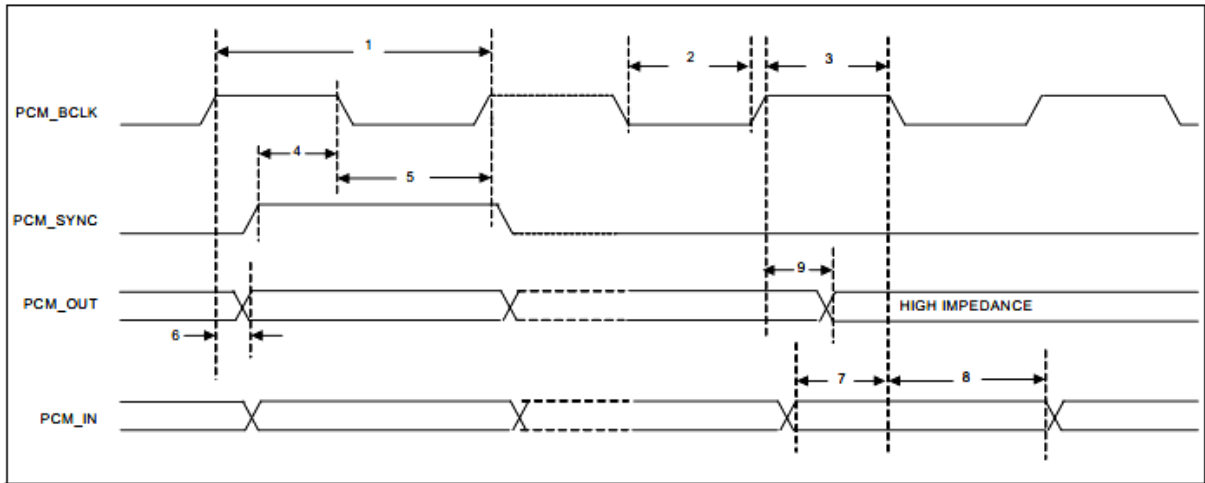 1
2
3
PCM_BCLK
4
5
PCM_SYNC
9
PCM_OUT
HIGH IMPEDANCE
6
7
8
PCM_IN